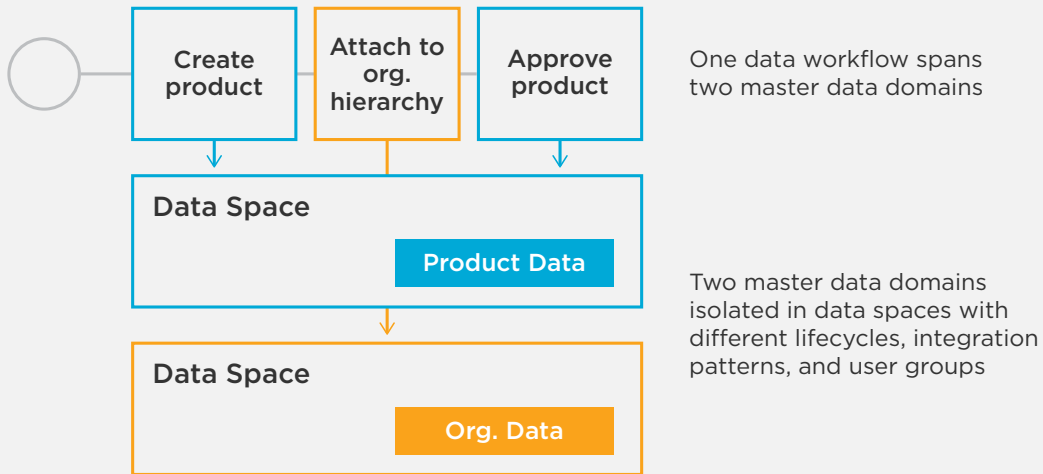 Create
product
Attach to
org.
hierarchy
Approve
product
One data workflow spans
two master data domains
Data Space
Product Data
Two master data domains
isolated in data spaces with
different lifecycles, integration
patterns, and user groups
Data Space
Org. Data